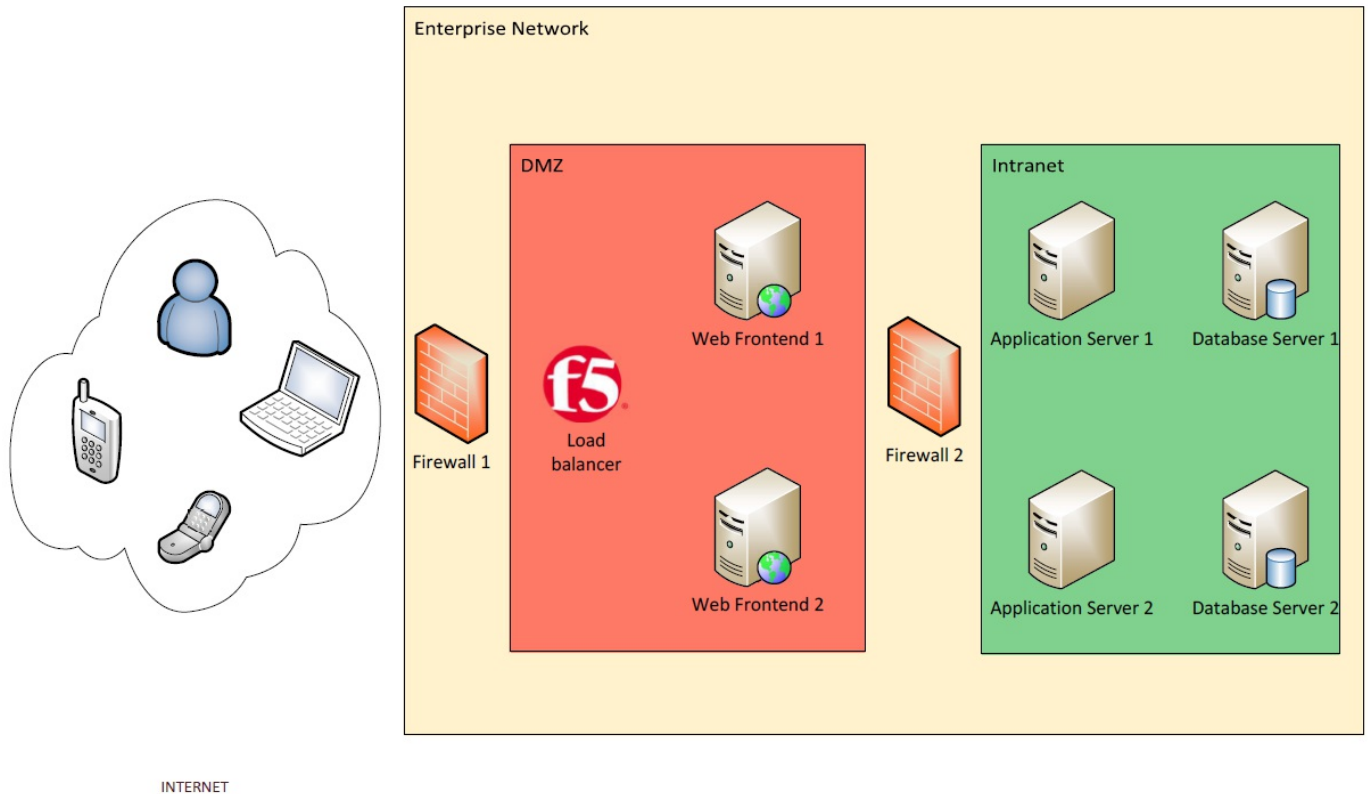 Enterprise Network
DMZ
Intranet
Web Frontend 1
Application Server 1
Database Server 1
f5
Load
balancer
Firewall 1
Firewall 2
Web Frontend 2
Application Server 2
Database Server 2
INTERNET